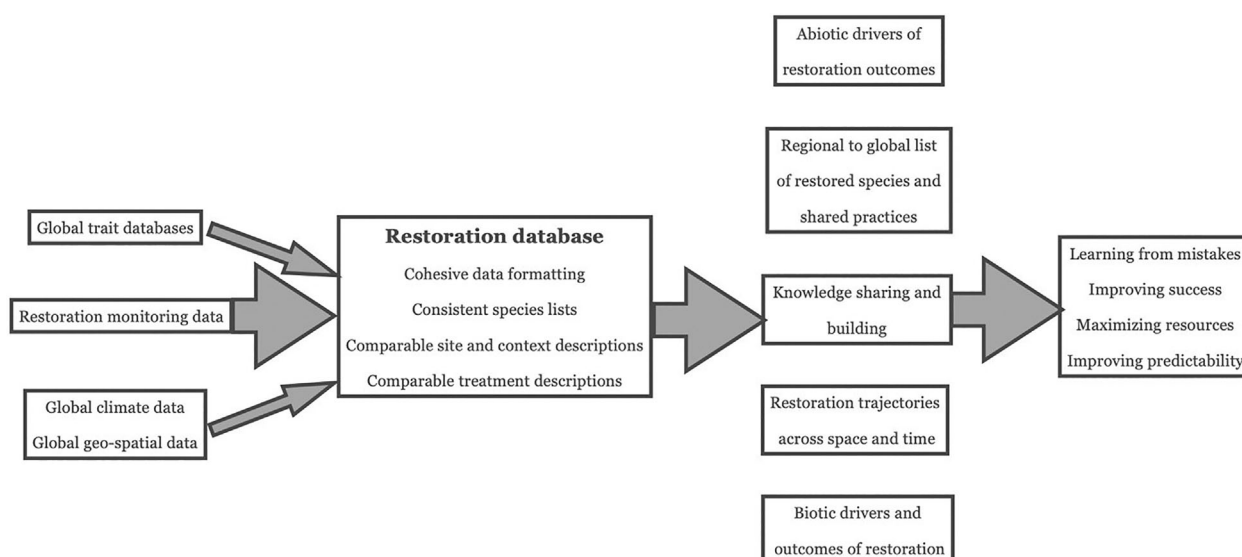 Global trait databases
Restoration monitoring data
Global climate data
Global geo-spatial data
Restoration database
Cohesive data formatting
Consistent species lists
Comparable site and context descriptions
Comparable treatment descriptions
Abiotic drivers of
restoration outcomes
Regional to global list
of restored species and
shared practices
Knowledge sharing and
building
Restoration trajectories
across space and time
Biotic drivers and
outcomes of restoration
Learning from mistakes
Improving success
Maximizing resources
Improving predictability